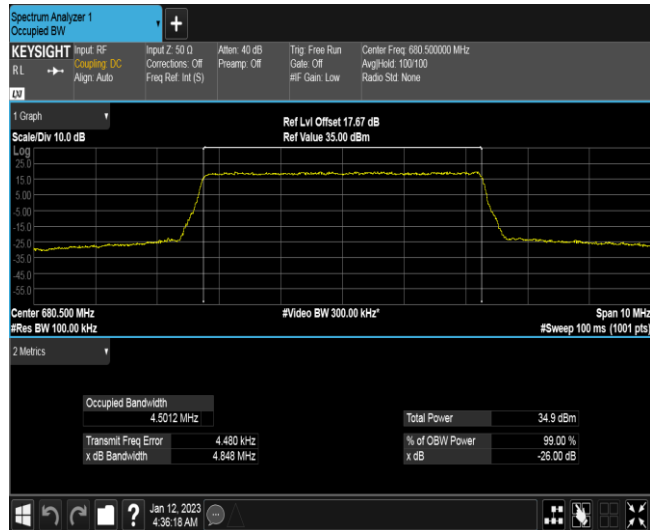 Spectrum Analyzer 1
Occupied BW
+
KEYSIGHT
RL
LXI
Input: RF
Coupling: DC
Align: Auto
Input Z: 50 Ω
Corrections: Off
Freq Ref: Int (S)
Atten: 40 dB
Preamp: Off
Trig: Free Run
Gate: Off
#IF Gain: Low
Center Freq: 680.500000 MHz
Avg|Hold: 100/100
Radio Std: None
1 Graph
Scale/Div 10.0 dB
Ref Lvl Offset 17.67 dB
Ref Value 35.00 dBm
Log
25.0
15.0
5.00
-5.00
-15.0
-25.0
-35.0
-45.0
-55.0
Center 680.500 MHz
#Res BW 100.00 kHz
#Video BW 300.00 kHz*
Span 10 MHz
#Sweep 100 ms (1001 pts)
2 Metrics
Occupied Bandwidth
4.5012 MHz
Transmit Freq Error 4.480 kHz
x dB Bandwidth 4.848 MHz
Total Power 34.9 dBm
% of OBW Power 99.00 %
x dB -26.00 dB
?
Jan 12, 2023
4:36:18 AM